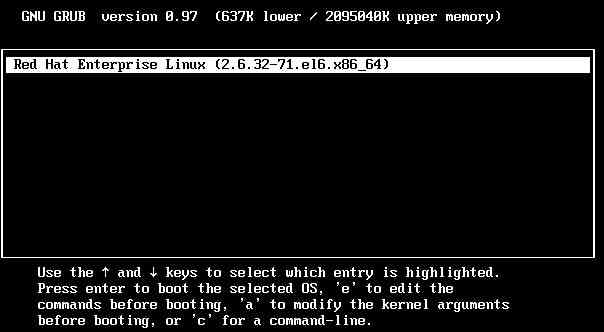 GNU GRUB  version 0.97  (637K lower / 2095040K upper memory)
Red Hat Enterprise Linux (2.6.32-71.el6.x86_64)
Use the ↑ and ↓ keys to select which entry is highlighted.
Press enter to boot the selected OS, 'e' to edit the
commands before booting, 'a' to modify the kernel arguments
before booting, or 'c' for a command-line.